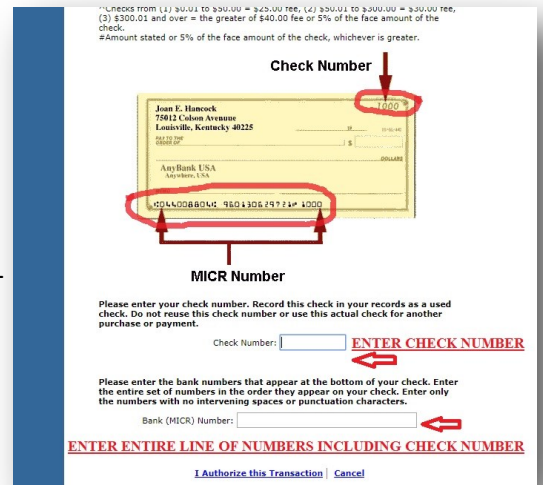 ^^Checks from (1) $0.01 to $50.00 = $25.00 fee, (2) $50.01 to $300.00 = $30.00 fee,
(3) $300.01 and over = the greater of $40.00 fee or 5% of the face amount of the
check.
#Amount stated or 5% of the face amount of the check, whichever is greater.
Check Number
1000
Joan E. Hancock
75012 Colson Avenune
Louisville, Kentucky 40225
PAY TO THE
ORDER OF
$
DOLLARS
AnyBank USA
Anywhere, USA
1000
MICR Number
Please enter your check number. Record this check in your records as a used
check. Do not reuse this check number or use this actual check for another
purchase or payment.
Check Number:
ENTER CHECK NUMBER
Please enter the bank numbers that appear at the bottom of your check. Enter
the entire set of numbers in the order they appear on your check. Enter only
the numbers with no intervening spaces or punctuation characters.
Bank (MICR) Number:
ENTER ENTIRE LINE OF NUMBERS INCLUDING CHECK NUMBER
I Authorize this Transaction | Cancel